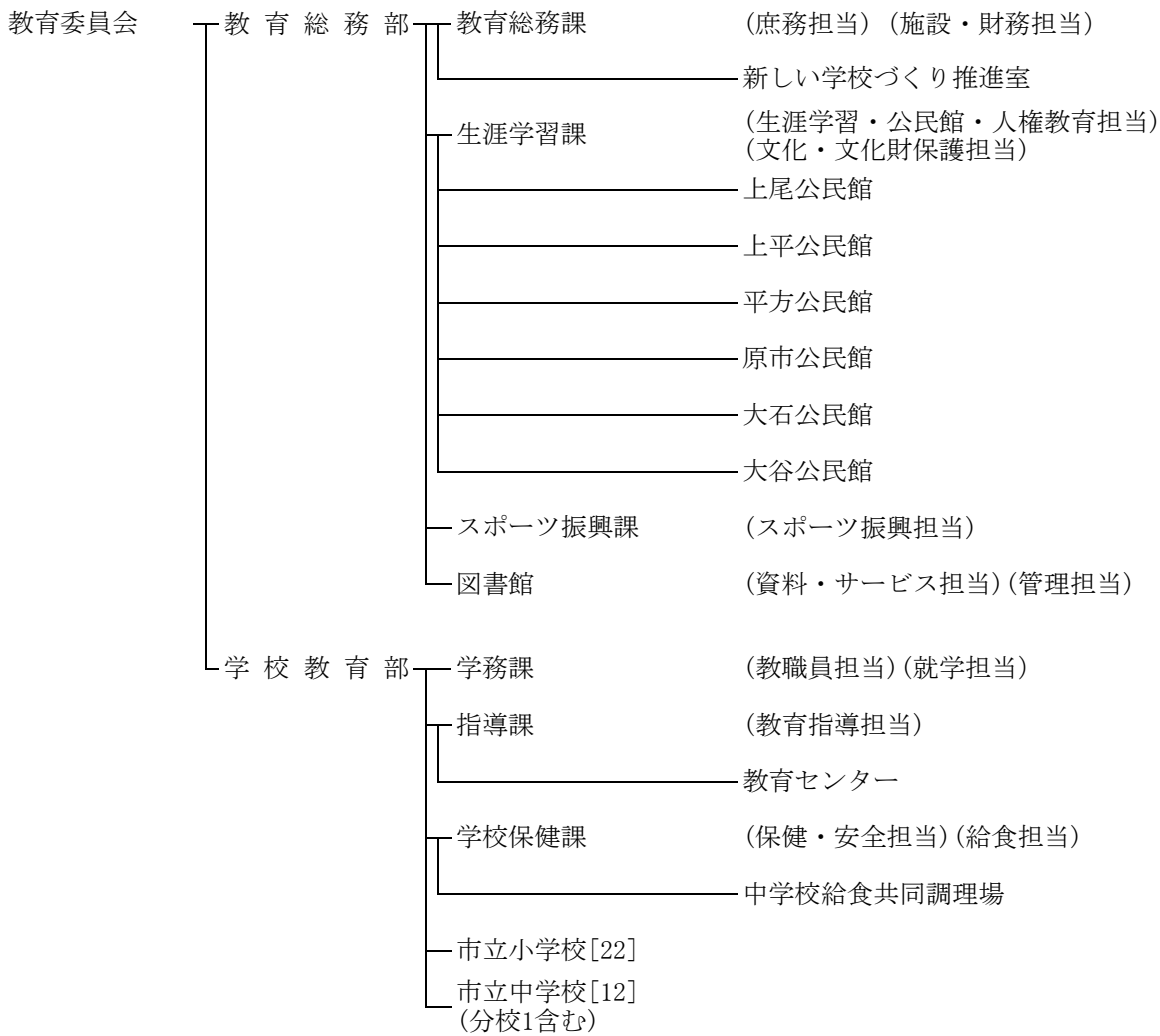 教育委員会 教育総務部 教育総務課 (庶務担当) (施設・財務担当)
新しい学校づくり推進室
生涯学習課 (生涯学習・公民館・人権教育担当)
(文化・文化財保護担当)
上尾公民館
上平公民館
平方公民館
原市公民館
大石公民館
大谷公民館
スポーツ振興課 (スポーツ振興担当)
図書館 (資料・サービス担当)(管理担当)
学校教育部 学務課 (教職員担当)(就学担当)
指導課 (教育指導担当)
教育センター
学校保健課 (保健・安全担当)(給食担当)
中学校給食共同調理場
市立小学校[22]
市立中学校[12]
(分校1含む)